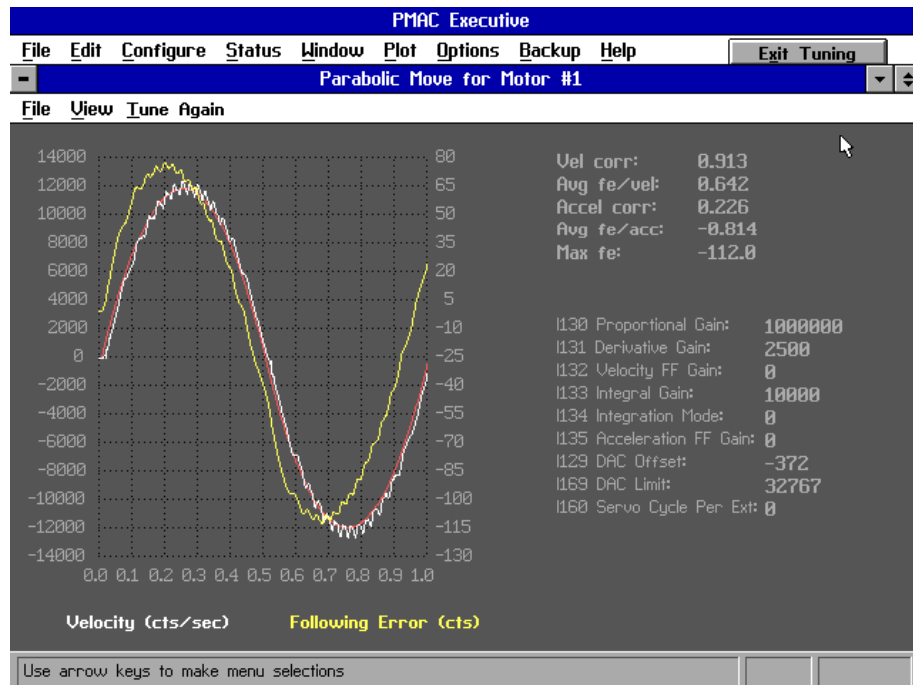 PMAC Executive
File Edit Configure Status Window Plot Options Backup Help Exit Tuning
Parabolic Move for Motor #1
File View Tune Again
14000 80
12000 65
10000 50
8000 35
6000 20
4000 5
2000 -10
0 -25
-2000 -40
-4000 -55
-6000 -70
-8000 -85
-10000 -100
-12000 -115
-14000 -130
0.0 0.1 0.2 0.3 0.4 0.5 0.6 0.7 0.8 0.9 1.0
Velocity (cts/sec) Following Error (cts)
Vel corr: 0.913
Avg fe/vel: 0.642
Accel corr: 0.226
Avg fe/acc: -0.814
Max fe: -112.0
I130 Proportional Gain: 1000000
I131 Derivative Gain: 2500
I132 Velocity FF Gain: 0
I133 Integral Gain: 10000
I134 Integration Mode: 0
I135 Acceleration FF Gain: 0
I129 DAC Offset: -372
I169 DAC Limit: 32767
I160 Servo Cycle Per Ext: 0
Use arrow keys to make menu selections